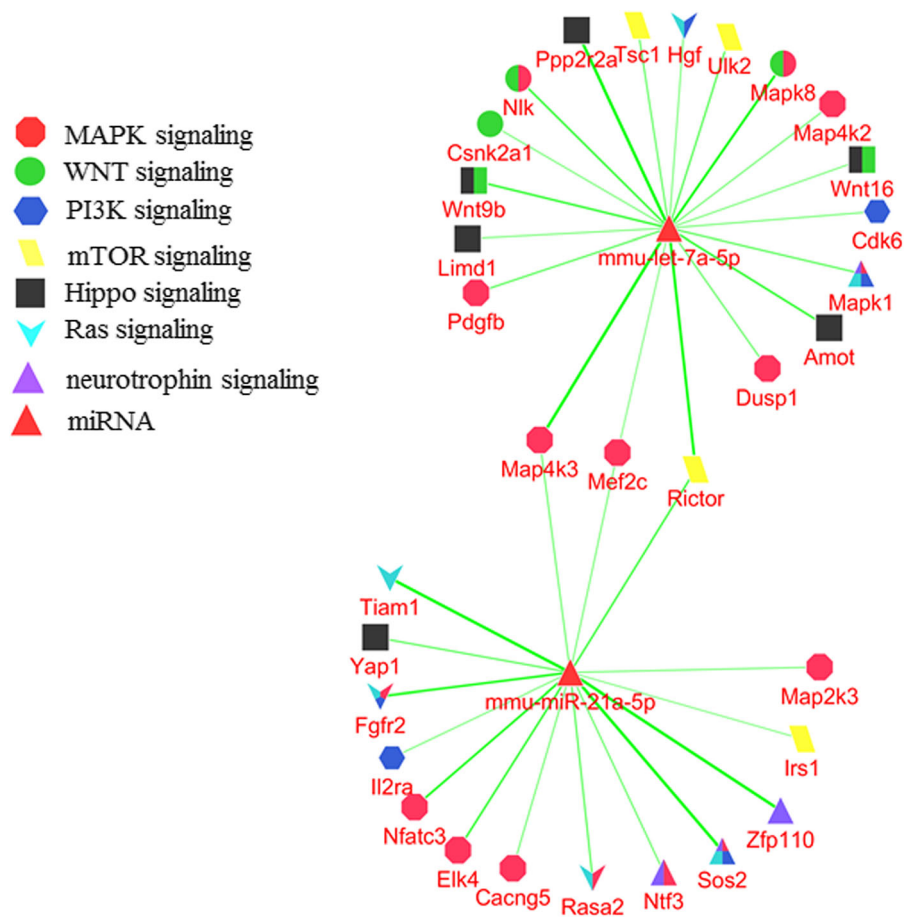 MAPK signaling
WNT signaling
PI3K signaling
mTOR signaling
Hippo signaling
Ras signaling
neurotrophin signaling
miRNA
Ppp2r2a
Tsc1
Hgf
Ulk2
Nlk
Mapk8
Csnk2a1
Map4k2
Wnt9b
Wnt16
Limd1
mmu-let-7a-5p
Cdk6
Pdgfb
Mapk1
Amot
Dusp1
Map4k3
Mef2c
Rictor
Tiam1
Yap1
Fgfr2
mmu-miR-21a-5p
Map2k3
Il2ra
Irs1
Nfatc3
Zfp110
Elk4
Cacng5
Rasa2
Ntf3
Sos2